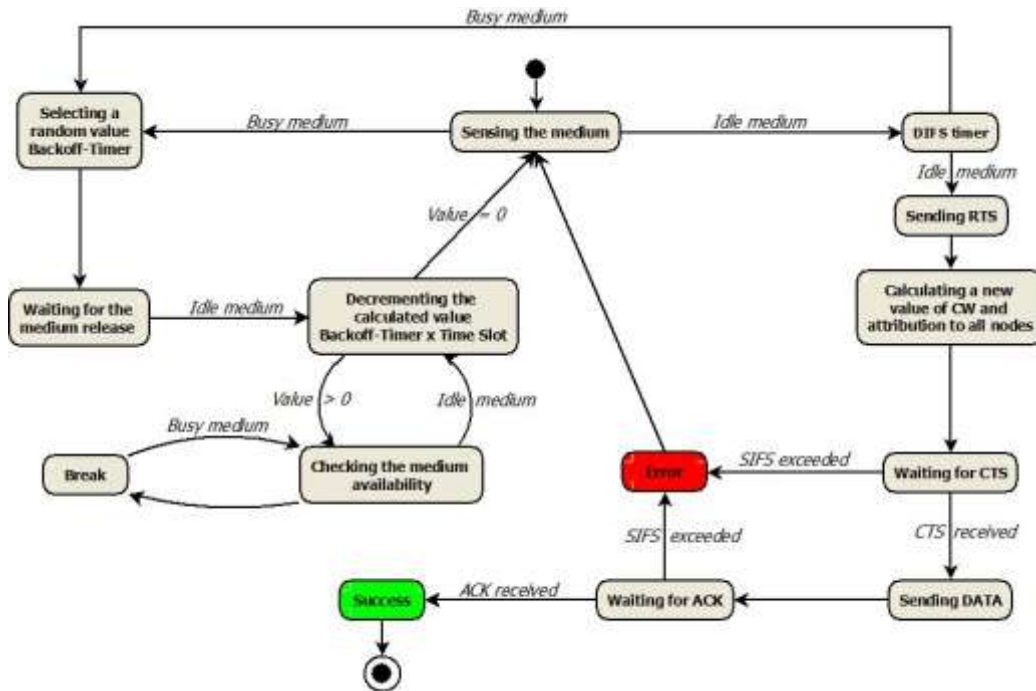 Busy medium
Selecting a
random value
Backoff-Timer
Busy medium
Sensing the medium
Idle medium
DIFS timer
Idle medium
Sending RTS
Value = 0
Waiting for the
medium release
Idle medium
Decrementing the
calculated value
Backoff-Timer x Time Slot
Calculating a new
value of CW and
attribution to all nodes
Value > 0
Idle medium
Busy medium
Break
Checking the medium
availability
Error
SIFS exceeded
Waiting for CTS
SIFS exceeded
CTS received
Success
ACK received
Waiting for ACK
Sending DATA